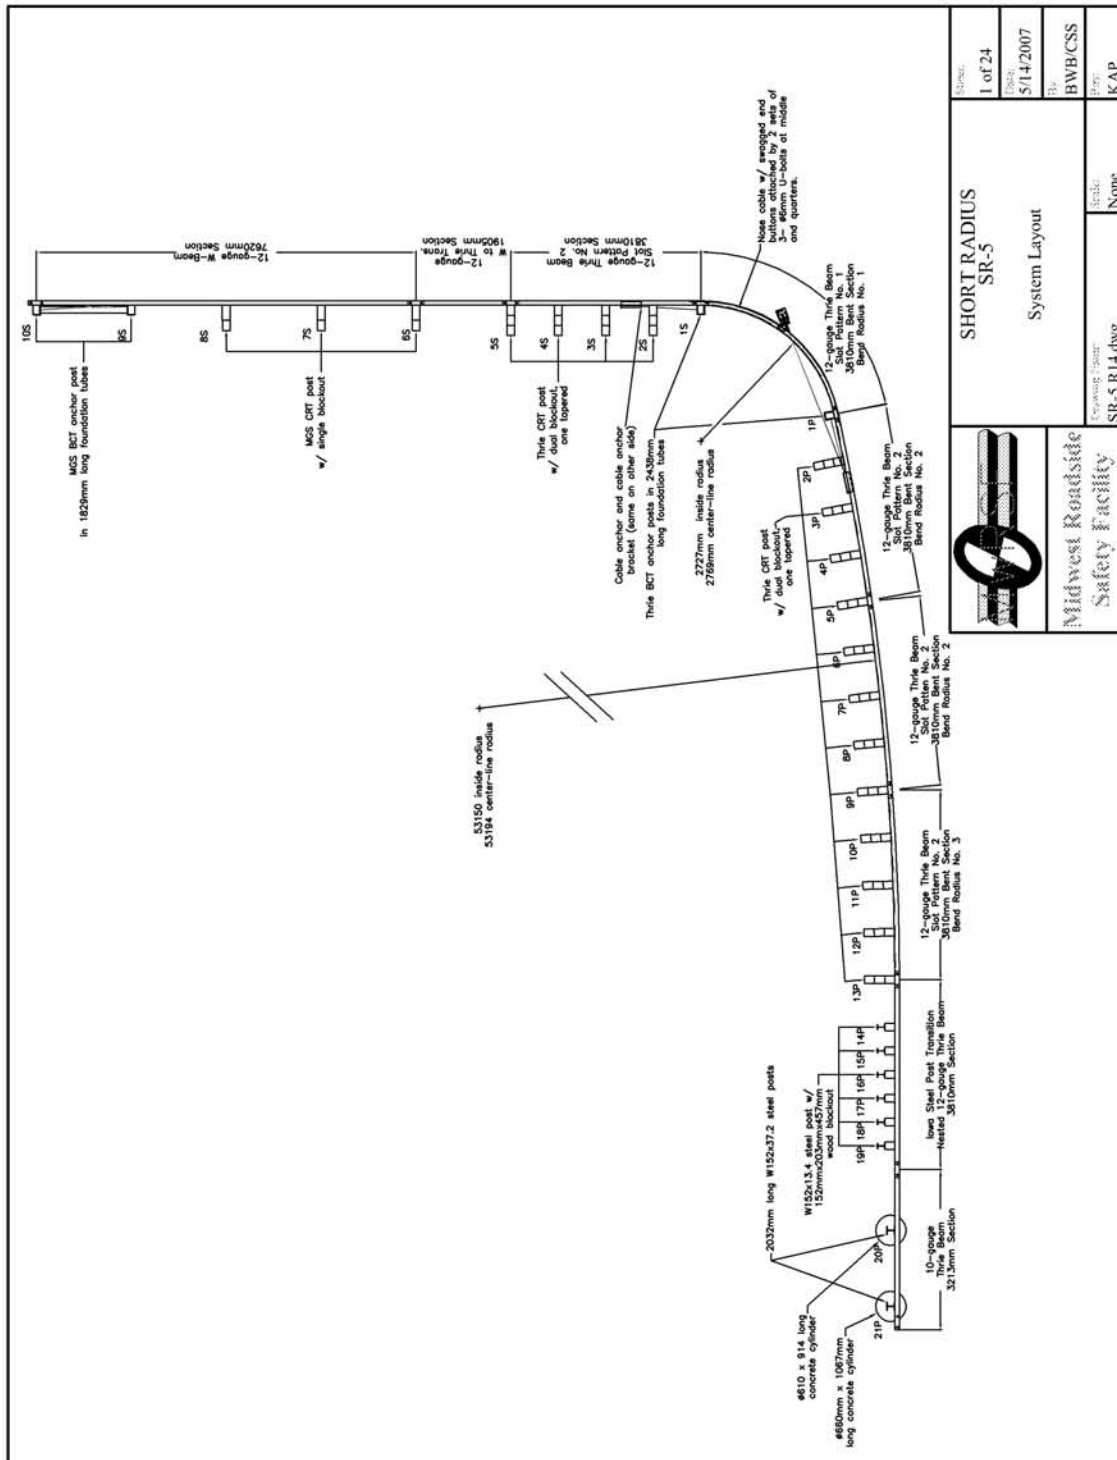 10S
9S
8S
7S
6S
5S
4S
3S
2S
1S
MGS BCT anchor post
in 1829mm long foundation tubes
MGS CRT post
w/ single blockout
Thrie CRT post
w/ dual blockout,
one tapered
Cable anchor and cable anchor
bracket (same on other side)
Thrie BCT anchor posts in 2438mm
long foundation tubes
2727mm inside radius
2769mm center-line radius
Thrie CRT post
w/ dual blockout,
one tapered
12-gauge W-Beam
7620mm Section
12-gauge
W to Thrie Trans.
1905mm Section
12-gauge Thrie Beam
Slot Pattern No. 2
3810mm Section
Nose cable w/ swagged end
buttons attached by 2 sets of
3- ø6mm U-bolts at middle
and quarters.
12-gauge Thrie Beam
Slot Pattern No. 1
3810mm Bent Section
Bend Radius No. 1
12-gauge Thrie Beam
Slot Pattern No. 2
3810mm Bent Section
Bend Radius No. 2
12-gauge Thrie Beam
Slot Patten No. 2
3810mm Bent Section
Bend Radius No. 2
12-gauge Thrie Beam
Slot Pattern No. 2
3810mm Bent Section
Bend Radius No. 3
Iowa Steel Post Transition
Nested 12-gauge Thrie Beam
3810mm Section
10-gauge
Thrie Beam
3213mm Section
53150 inside radius
53194 center-line radius
1P
2P
3P
4P
5P
6P
7P
8P
9P
10P
11P
12P
13P
14P
15P
16P
17P
18P
19P
20P
21P
W152x13.4 steel post w/
152mmx203mmx457mm
wood blockout
2032mm long W152x37.2 steel posts
ø610 x 914 long
concrete cylinder
ø660mm x 1067mm
long concrete cylinder
Midwest Roadside
Safety Facility
SHORT RADIUS
SR-5
System Layout
Drawing Name:
SR-5 R14.dwg
Scale:
None
Sheet:
1 of 24
Date:
5/14/2007
By:
BWB/CSS
KAP